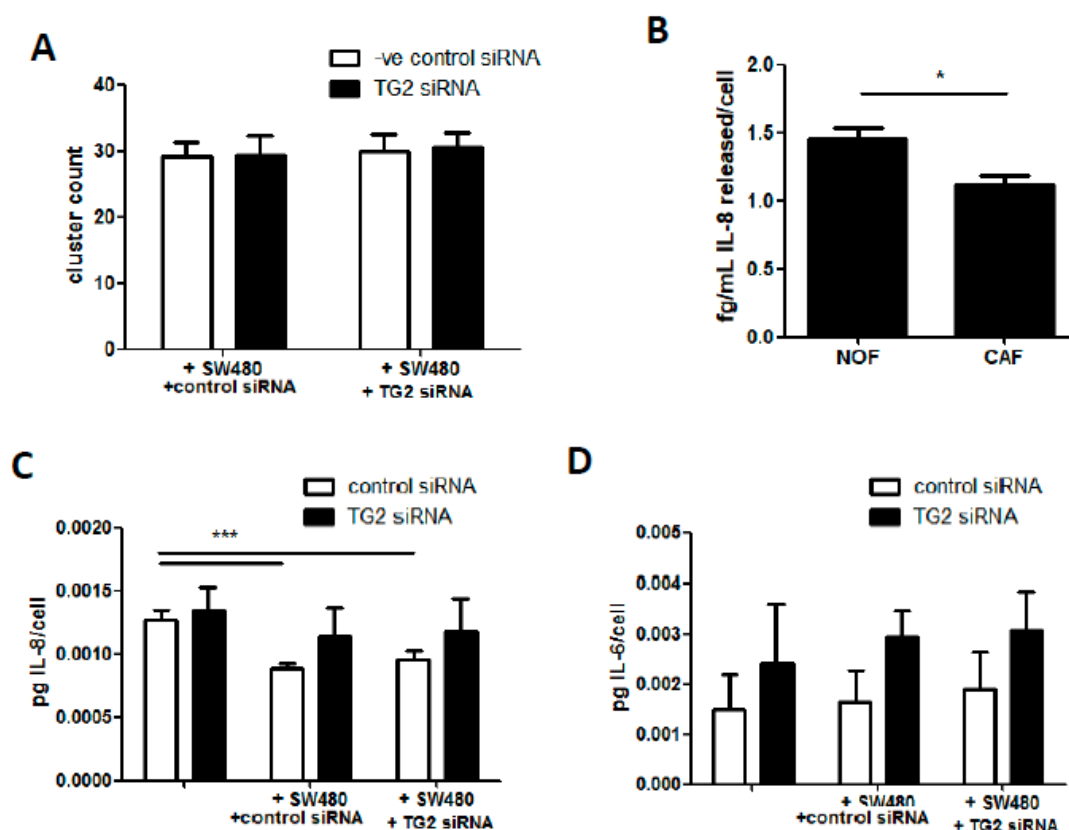 A
-ve control siRNA
TG2 siRNA
cluster count
40
30
20
10
0
+ SW480
+control siRNA
+ SW480
+ TG2 siRNA
B
fg/mL IL-8 released/cell
2.0
1.5
1.0
0.5
0.0
*
NOF
CAF
C
control siRNA
TG2 siRNA
pg IL-8/cell
0.0020
0.0015
0.0010
0.0005
0.0000
***
+ SW480
+control siRNA
+ SW480
+ TG2 siRNA
D
control siRNA
TG2 siRNA
pg IL-6/cell
0.005
0.004
0.003
0.002
0.001
0.000
+ SW480
+control siRNA
+ SW480
+ TG2 siRNA